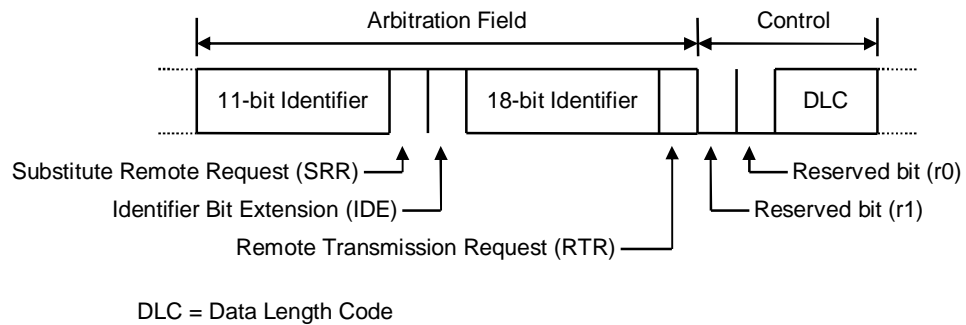 Arbitration Field Control
11-bit Identifier 18-bit Identifier DLC
Substitute Remote Request (SRR) Reserved bit (r0)
Identifier Bit Extension (IDE) Reserved bit (r1)
Remote Transmission Request (RTR)
DLC = Data Length Code